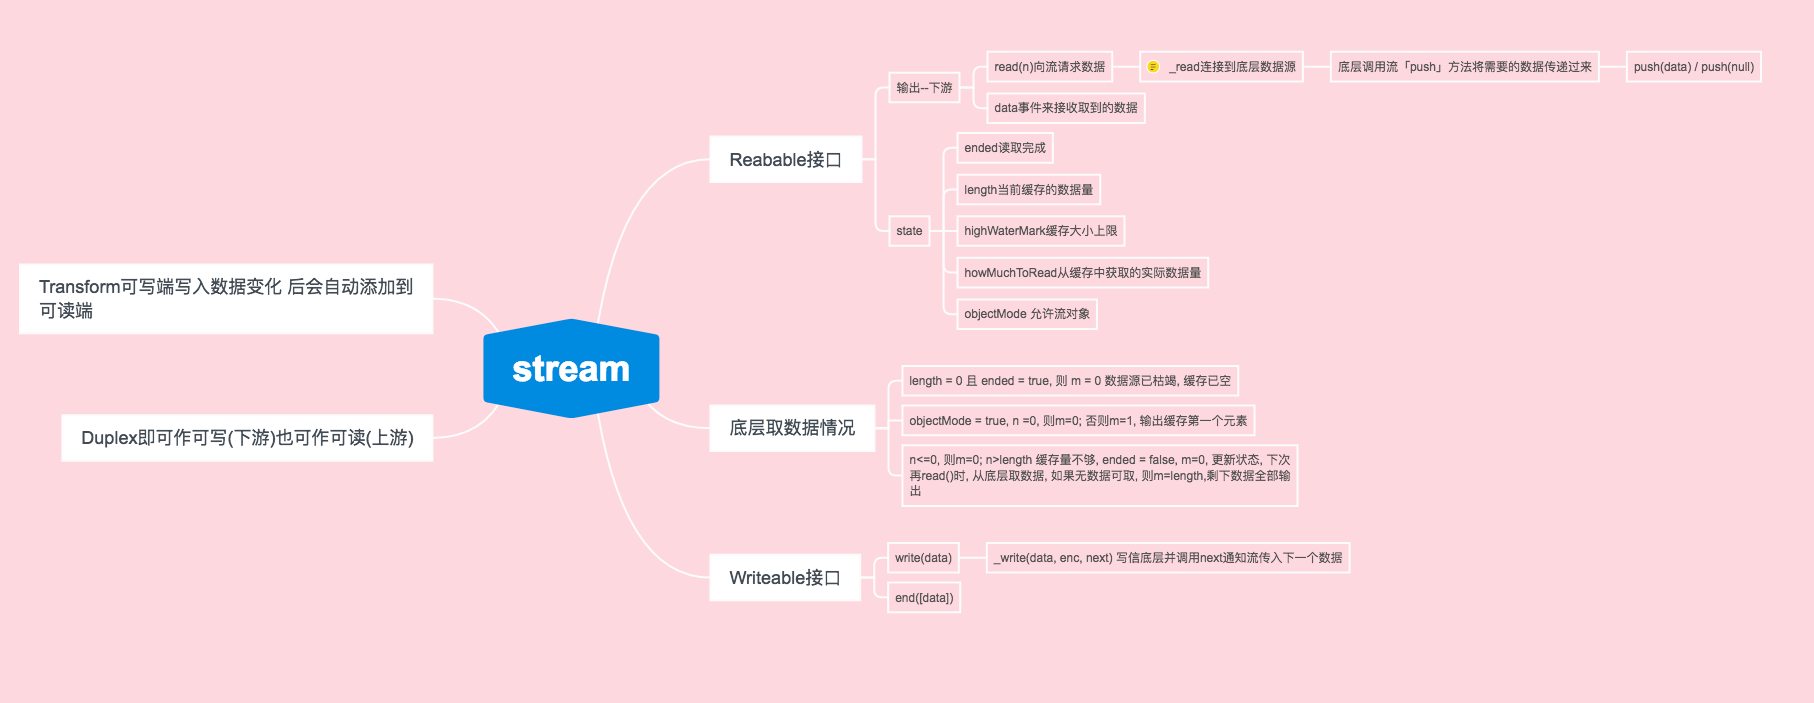 stream
Reabable接口
输出--下游
read(n)向流请求数据
_read连接到底层数据源
底层调用流「push」方法将需要的数据传递过来
push(data) / push(null)
data事件来接收取到的数据
state
ended读取完成
length当前缓存的数据量
highWaterMark缓存大小上限
howMuchToRead从缓存中获取的实际数据量
objectMode 允许流对象
底层取数据情况
length = 0 且 ended = true, 则 m = 0 数据源已枯竭, 缓存已空
objectMode = true, n =0, 则m=0; 否则m=1, 输出缓存第一个元素
n<=0, 则m=0; n>length 缓存量不够, ended = false, m=0, 更新状态, 下次
再read()时, 从底层取数据, 如果无数据可取, 则m=length,剩下数据全部输
出
Writeable接口
write(data)
_write(data, enc, next) 写信底层并调用next通知流传入下一个数据
end([data])
Transform可写端写入数据变化 后会自动添加到
可读端
Duplex即可作可写(下游)也可作可读(上游)